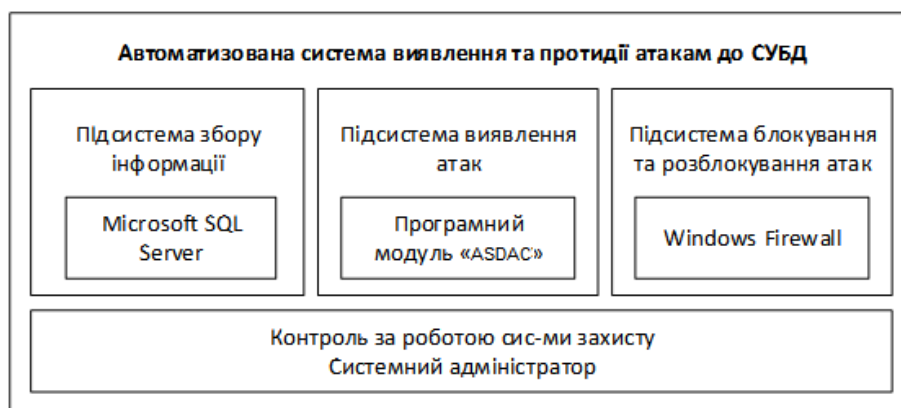 Автоматизована система виявлення та протидії атакам до СУБД
Підсистема збору
інформації
Microsoft SQL
Server
Підсистема виявлення
атак
Програмний
модуль «ASDAC»
Підсистема блокування
та розблокування атак
Windows Firewall
Контроль за роботою сис-ми захисту
Системний адміністратор